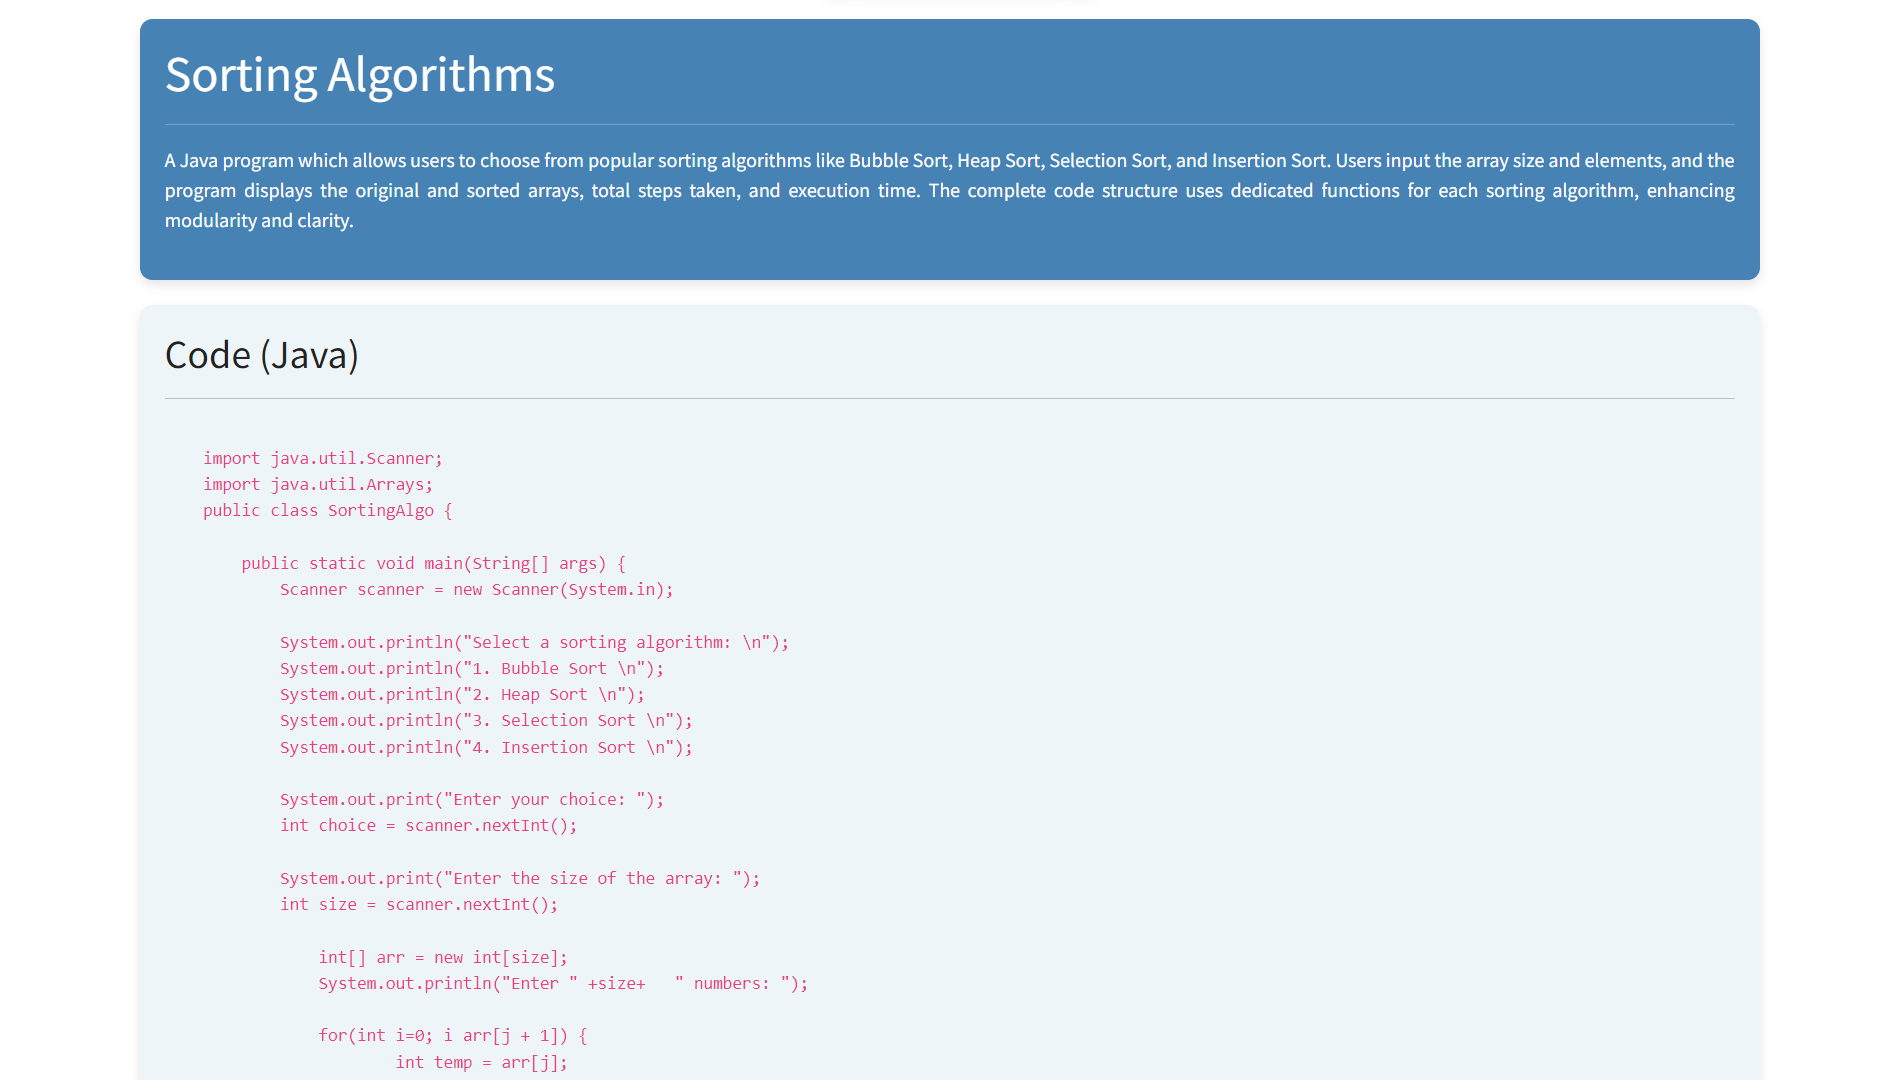 Sorting Algorithms
A Java program which allows users to choose from popular sorting algorithms like Bubble Sort, Heap Sort, Selection Sort, and Insertion Sort. Users input the array size and elements, and the
program displays the original and sorted arrays, total steps taken, and execution time. The complete code structure uses dedicated functions for each sorting algorithm, enhancing
modularity and clarity.
Code (Java)
import java.util.Scanner;
import java.util.Arrays;
public class SortingAlgo {
    public static void main(String[] args) {
        Scanner scanner = new Scanner(System.in);
        System.out.println("Select a sorting algorithm: \n");
        System.out.println("1. Bubble Sort \n");
        System.out.println("2. Heap Sort \n");
        System.out.println("3. Selection Sort \n");
        System.out.println("4. Insertion Sort \n");
        System.out.print("Enter your choice: ");
        int choice = scanner.nextInt();
        System.out.print("Enter the size of the array: ");
        int size = scanner.nextInt();
            int[] arr = new int[size];
            System.out.println("Enter " +size+   " numbers: ");
            for(int i=0; i arr[j + 1]) {
                    int temp = arr[j];